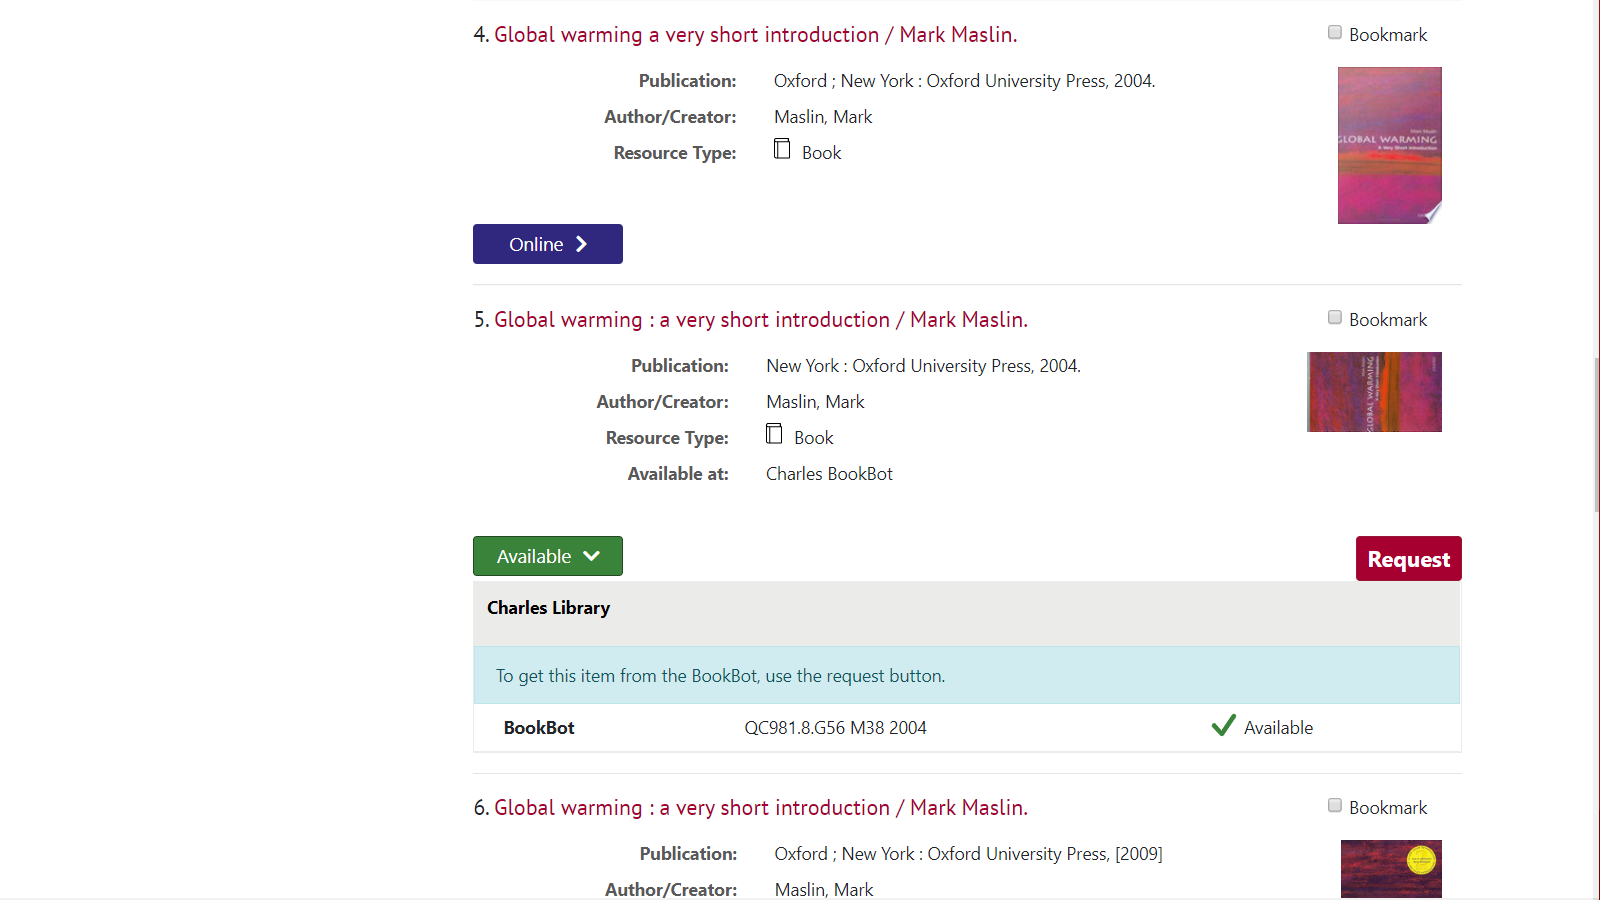 4. Global warming a very short introduction / Mark Maslin.
Bookmark
Publication: Oxford ; New York : Oxford University Press, 2004.
Author/Creator: Maslin, Mark
Resource Type: Book
GLOBAL WARMING
A Very Short Introduction
Online
5. Global warming : a very short introduction / Mark Maslin.
Bookmark
Publication: New York : Oxford University Press, 2004.
Author/Creator: Maslin, Mark
Resource Type: Book
Available at: Charles BookBot
GLOBAL WARMING
Available
Request
Charles Library
To get this item from the BookBot, use the request button.
BookBot QC981.8.G56 M38 2004 Available
6. Global warming : a very short introduction / Mark Maslin.
Bookmark
Publication: Oxford ; New York : Oxford University Press, [2009]
Author/Creator: Maslin, Mark